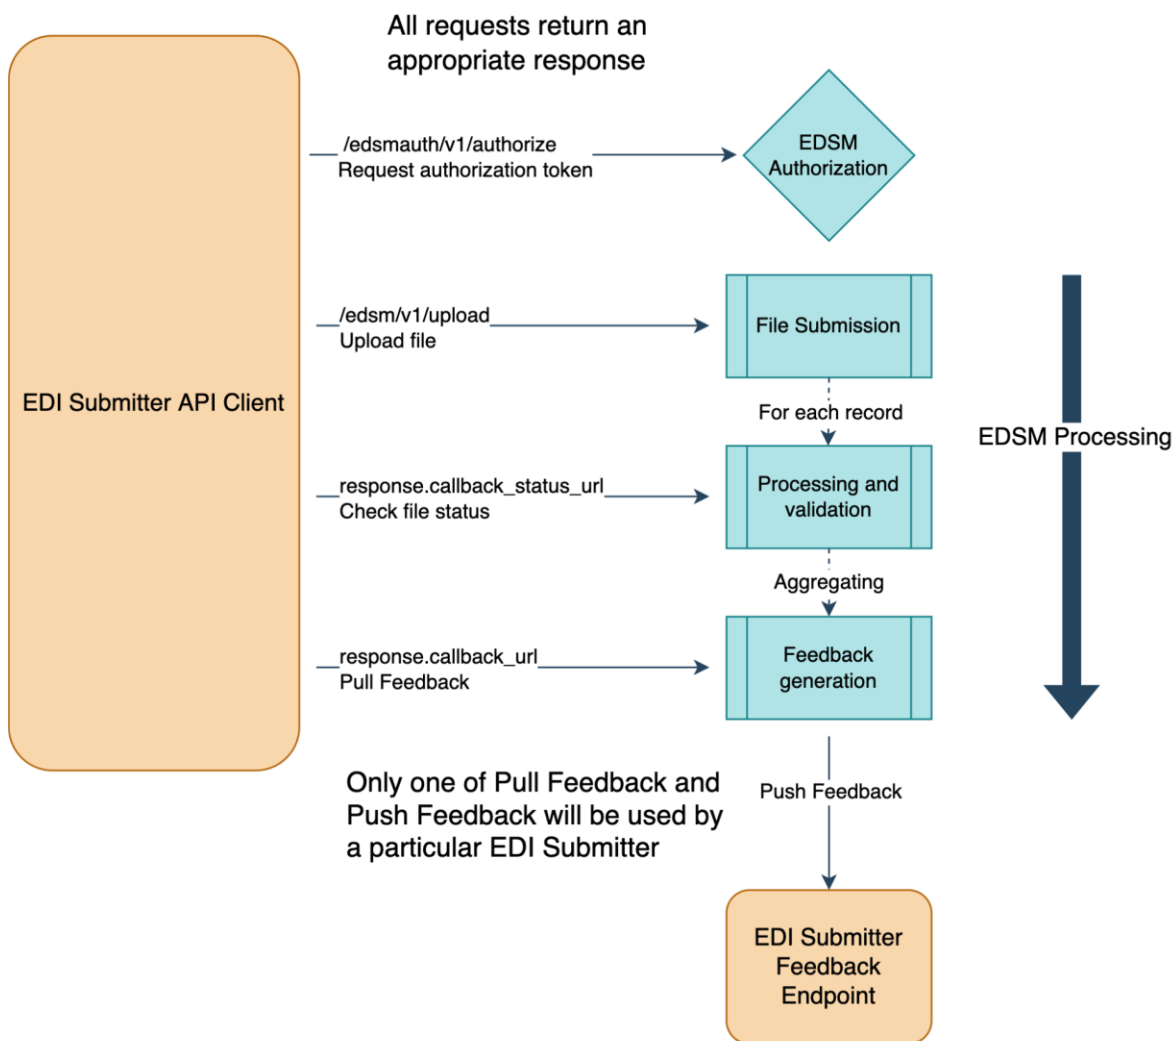 All requests return an
appropriate response
/edsmauth/v1/authorize
Request authorization token
EDSM
Authorization
/edsm/v1/upload
Upload file
File Submission
For each record
EDI Submitter API Client
EDSM Processing
response.callback_status_url
Check file status
Processing and
validation
Aggregating
response.callback_url
Pull Feedback
Feedback
generation
Only one of Pull Feedback and
Push Feedback will be used by
a particular EDI Submitter
Push Feedback
EDI Submitter
Feedback
Endpoint